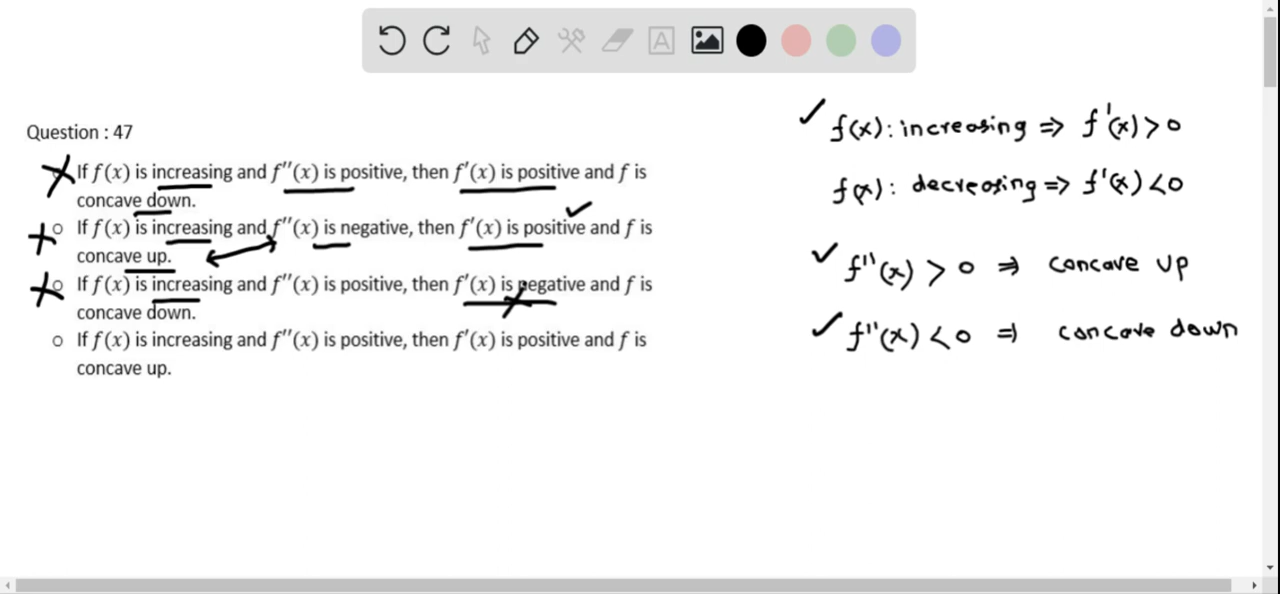 Question : 47
If f(x) is increasing and f''(x) is positive, then f'(x) is positive and f is
concave down.
If f(x) is increasing and f''(x) is negative, then f'(x) is positive and f is
concave up.
If f(x) is increasing and f''(x) is positive, then f'(x) is negative and f is
concave down.
If f(x) is increasing and f''(x) is positive, then f'(x) is positive and f is
concave up.
✓ f(x) : increasing => f'(x) > 0
f(x) : decreasing => f'(x) < 0
✓ f''(x) > 0 => concave up
✓ f''(x) < 0 => concave down